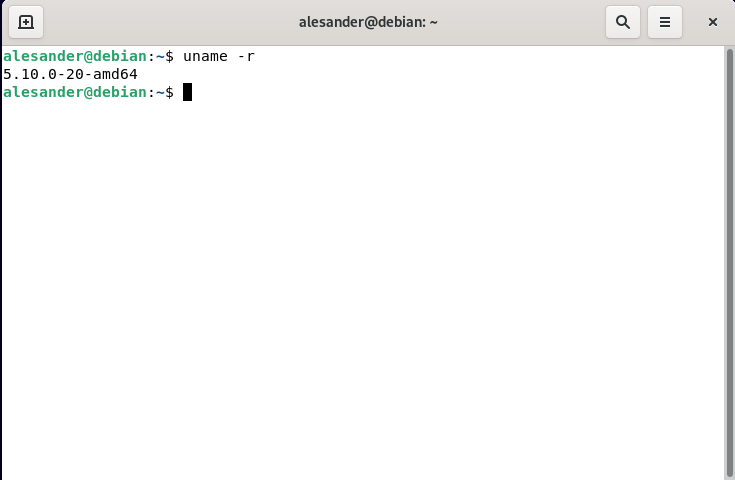 alesander@debian: ~
alesander@debian:~$ uname -r
5.10.0-20-amd64
alesander@debian:~$